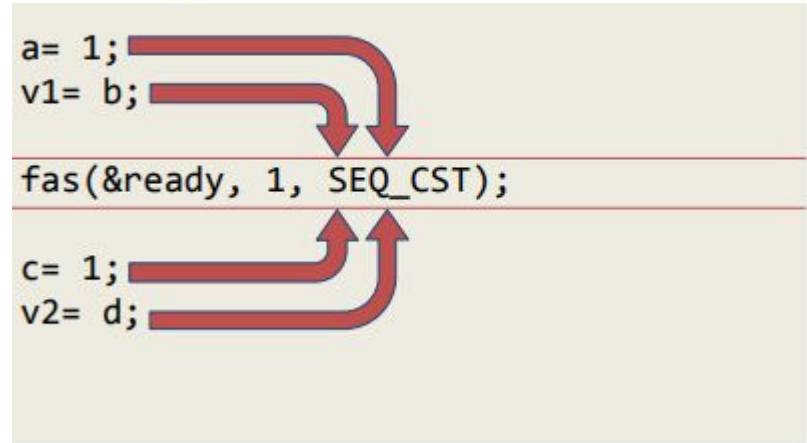 a= 1;
v1= b;
fas(&ready, 1, SEQ_CST);
c= 1;
v2= d;